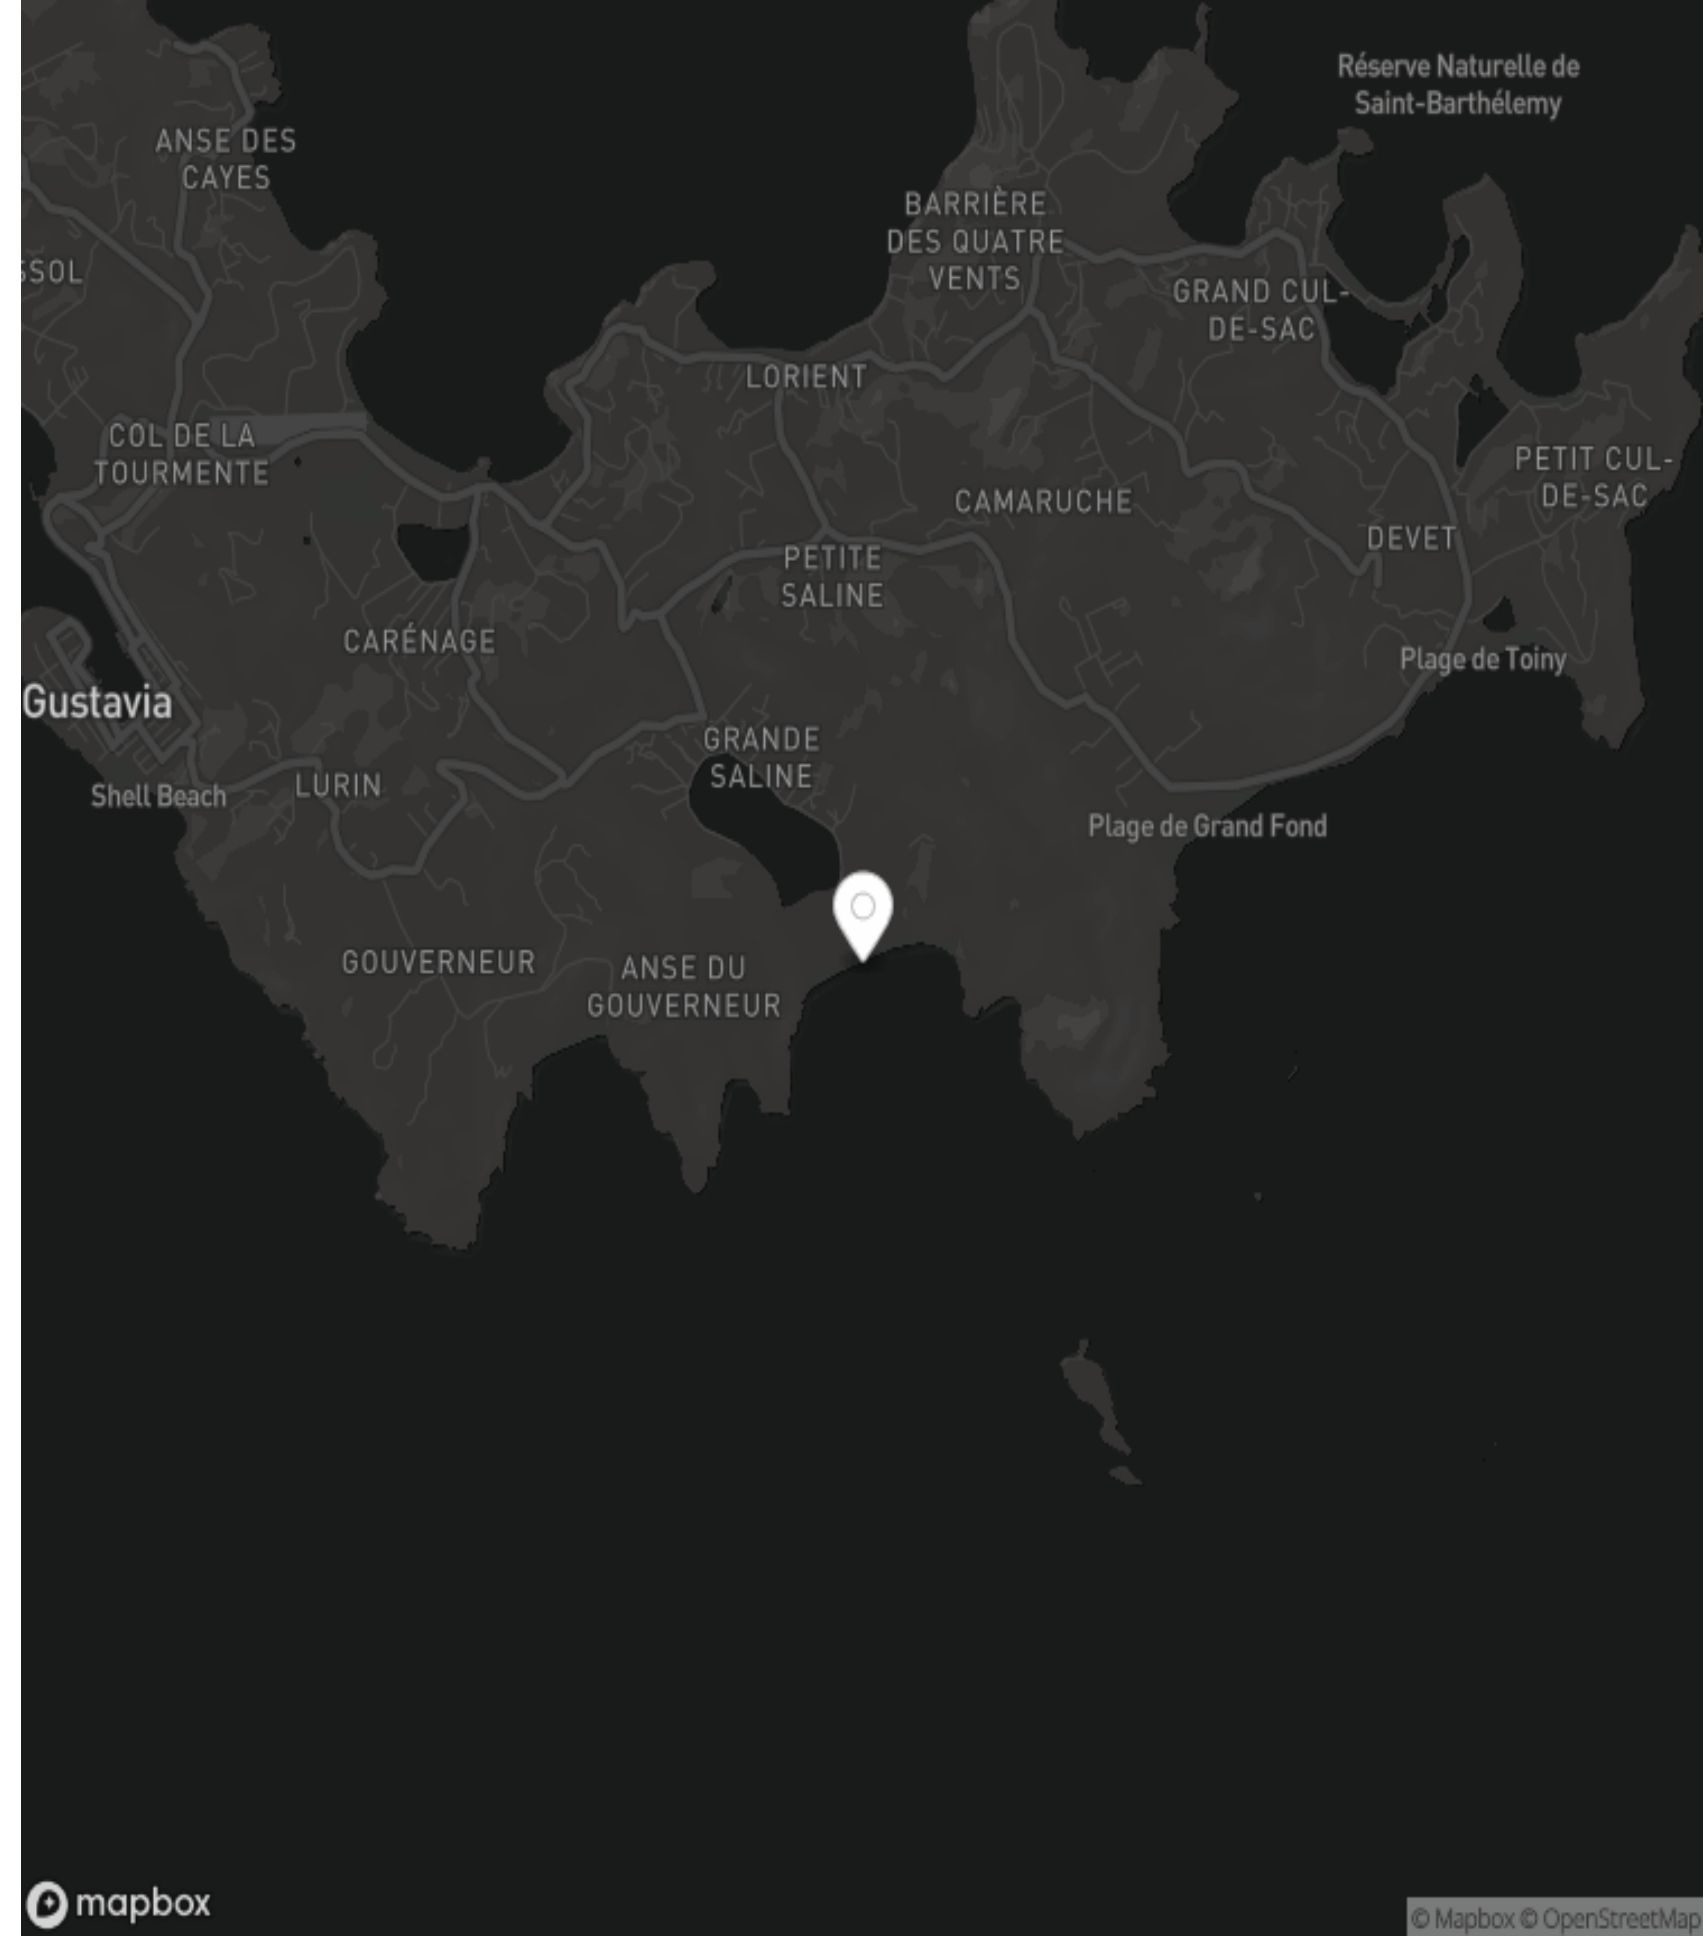 Réserve Naturelle de
Saint-Barthélemy
ANSE DES
CAYES
BARRIÈRE
DES QUATRE
VENTS
SSOL
GRAND CUL-
DE-SAC
LORIENT
COL DE LA
TOURMENTE
PETIT CUL-
DE-SAC
CAMARUCHE
DEVET
PETITE
SALINE
CARÉNAGE
Plage de Toiny
Gustavia
GRANDE
SALINE
LURIN
Shell Beach
Plage de Grand Fond
GOUVERNEUR
ANSE DU
GOUVERNEUR
mapbox
© Mapbox © OpenStreetMap